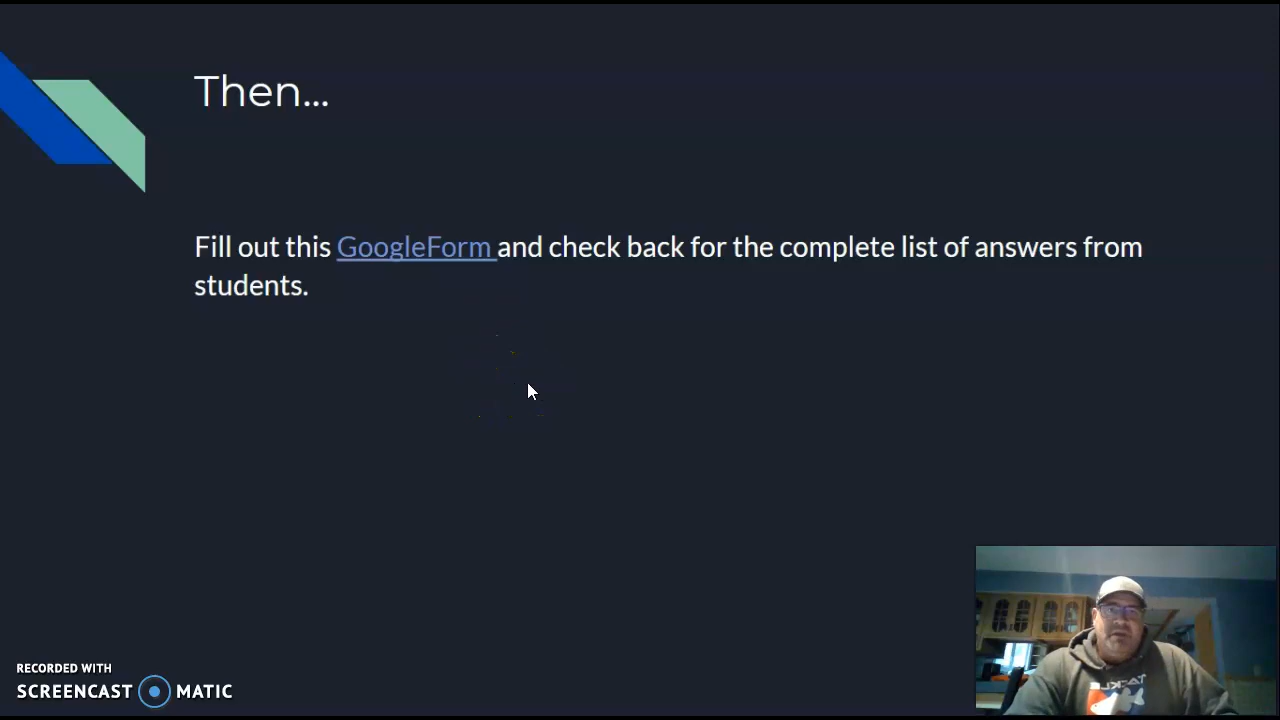 Then...
Fill out this GoogleForm and check back for the complete list of answers from
students.
RECORDED WITH
SCREENCAST MATIC